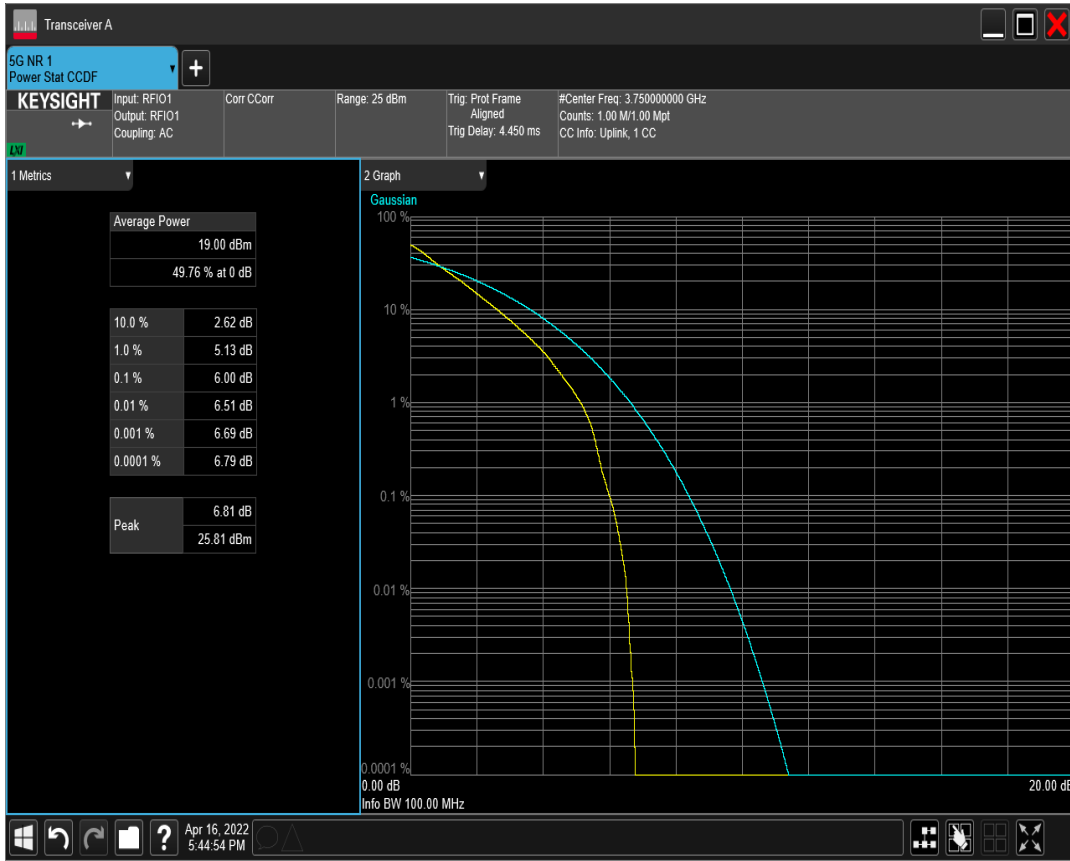 Transceiver A
5G NR 1
Power Stat CCDF
KEYSIGHT
LXI
Input: RFIO1
Output: RFIO1
Coupling: AC
Corr CCorr
Range: 25 dBm
Trig: Prot Frame
Aligned
Trig Delay: 4.450 ms
#Center Freq: 3.750000000 GHz
Counts: 1.00 M/1.00 Mpt
CC Info: Uplink, 1 CC
1 Metrics
Average Power
19.00 dBm
49.76 % at 0 dB
10.0 % 2.62 dB
1.0 % 5.13 dB
0.1 % 6.00 dB
0.01 % 6.51 dB
0.001 % 6.69 dB
0.0001 % 6.79 dB
Peak
6.81 dB
25.81 dBm
2 Graph
Gaussian
100 %
10 %
1 %
0.1 %
0.01 %
0.001 %
0.0001 %
0.00 dB 20.00 dB
Info BW 100.00 MHz
Apr 16, 2022
5:44:54 PM